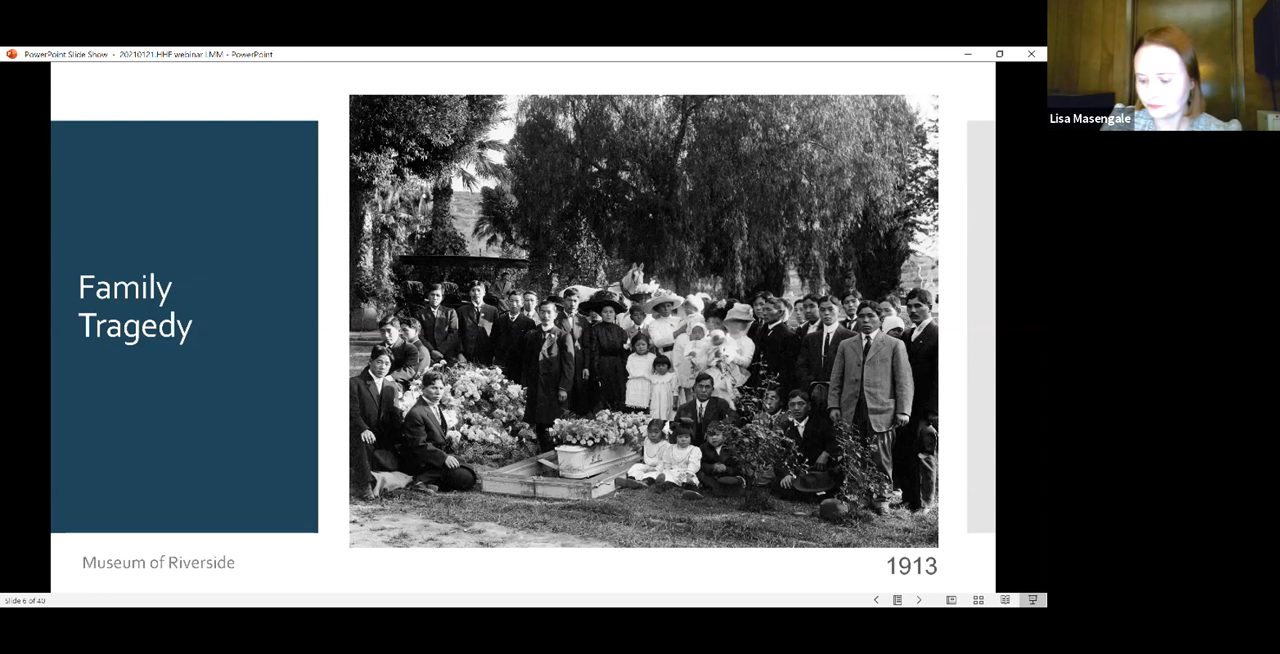 PowerPoint Slide Show - 20210121.HHF webinar LMM - PowerPoint
Lisa Masengale
Family
Tragedy
Museum of Riverside
1913
Slide 6 of 40